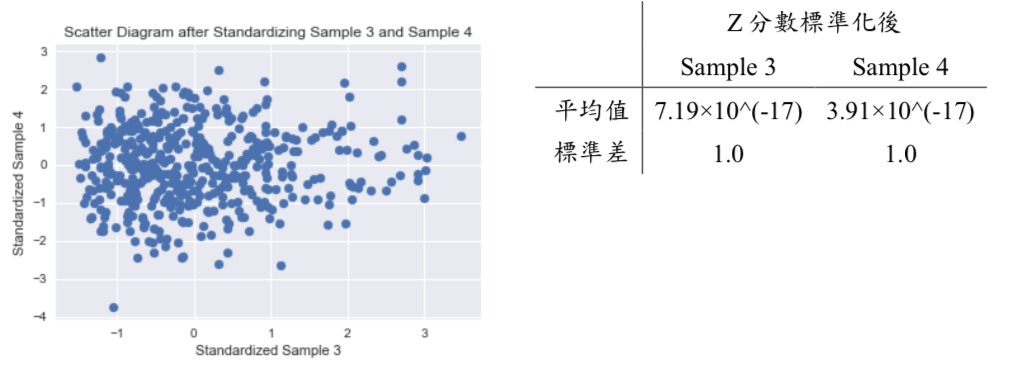 Scatter Diagram after Standardizing Sample 3 and Sample 4
3
2
1
0
−1
−2
−3
−4
Standardized Sample 4
−1 0 1 2 3
Standardized Sample 3
Z 分數標準化後
Sample 3 Sample 4
平均值 7.19×10^(-17) 3.91×10^(-17)
標準差 1.0 1.0